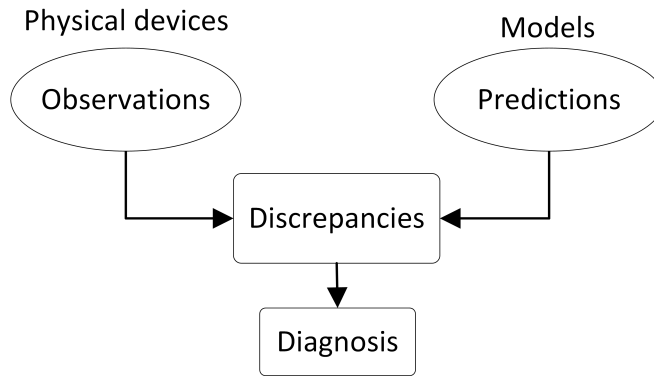 Physical devices
Models
Observations
Predictions
Discrepancies
Diagnosis